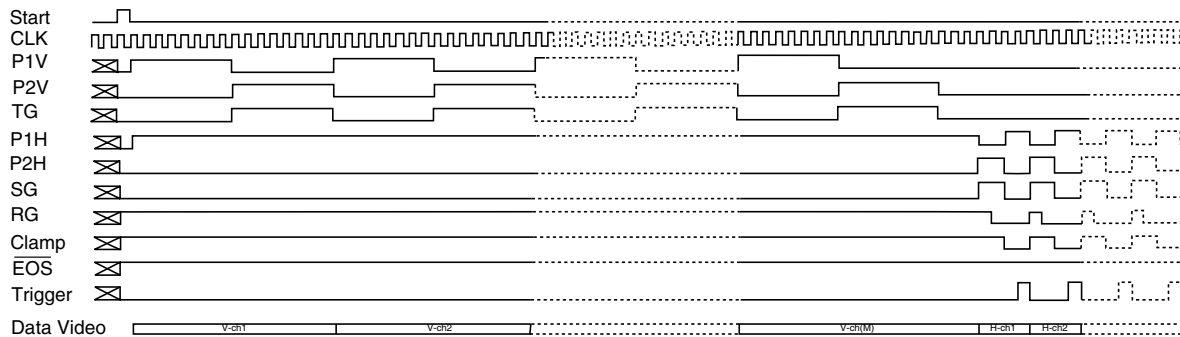 Start
CLK
P1V
P2V
TG
P1H
P2H
SG
RG
Clamp
EOS
Trigger
Data Video V-ch1 V-ch2 V-ch(M) H-ch1 H-ch2